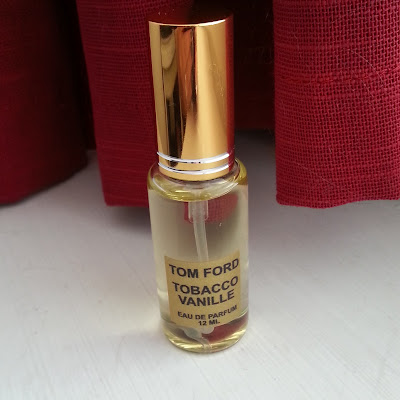 TOM FORD
TOBACCO
VANILLE
EAU DE PARFUM
12 ML